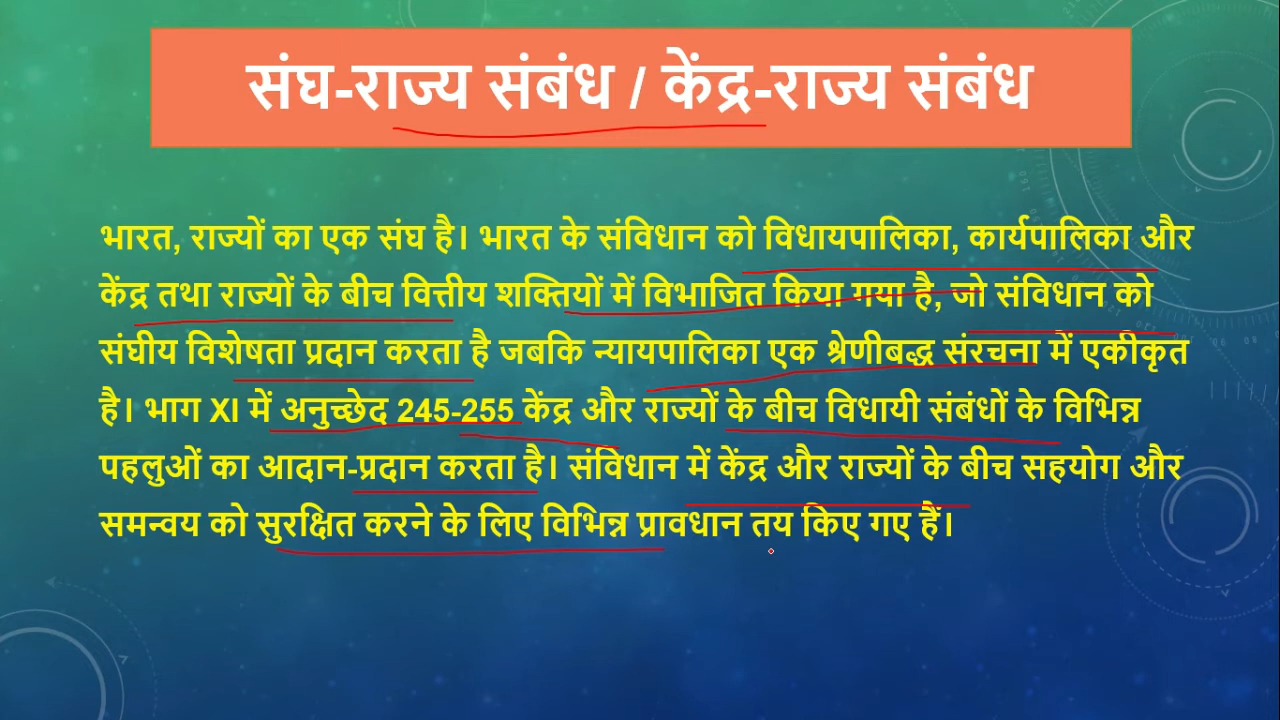 संघ-राज्य संबंध / केंद्र-राज्य संबंध
भारत, राज्यों का एक संघ है। भारत के संविधान को विधायपालिका, कार्यपालिका और
केंद्र तथा राज्यों के बीच वित्तीय शक्तियों में विभाजित किया गया है, जो संविधान को
संघीय विशेषता प्रदान करता है जबकि न्यायपालिका एक श्रेणीबद्ध संरचना में एकीकृत
है। भाग XI में अनुच्छेद 245-255 केंद्र और राज्यों के बीच विधायी संबंधों के विभिन्न
पहलुओं का आदान-प्रदान करता है। संविधान में केंद्र और राज्यों के बीच सहयोग और
समन्वय को सुरक्षित करने के लिए विभिन्न प्रावधान तय किए गए हैं।